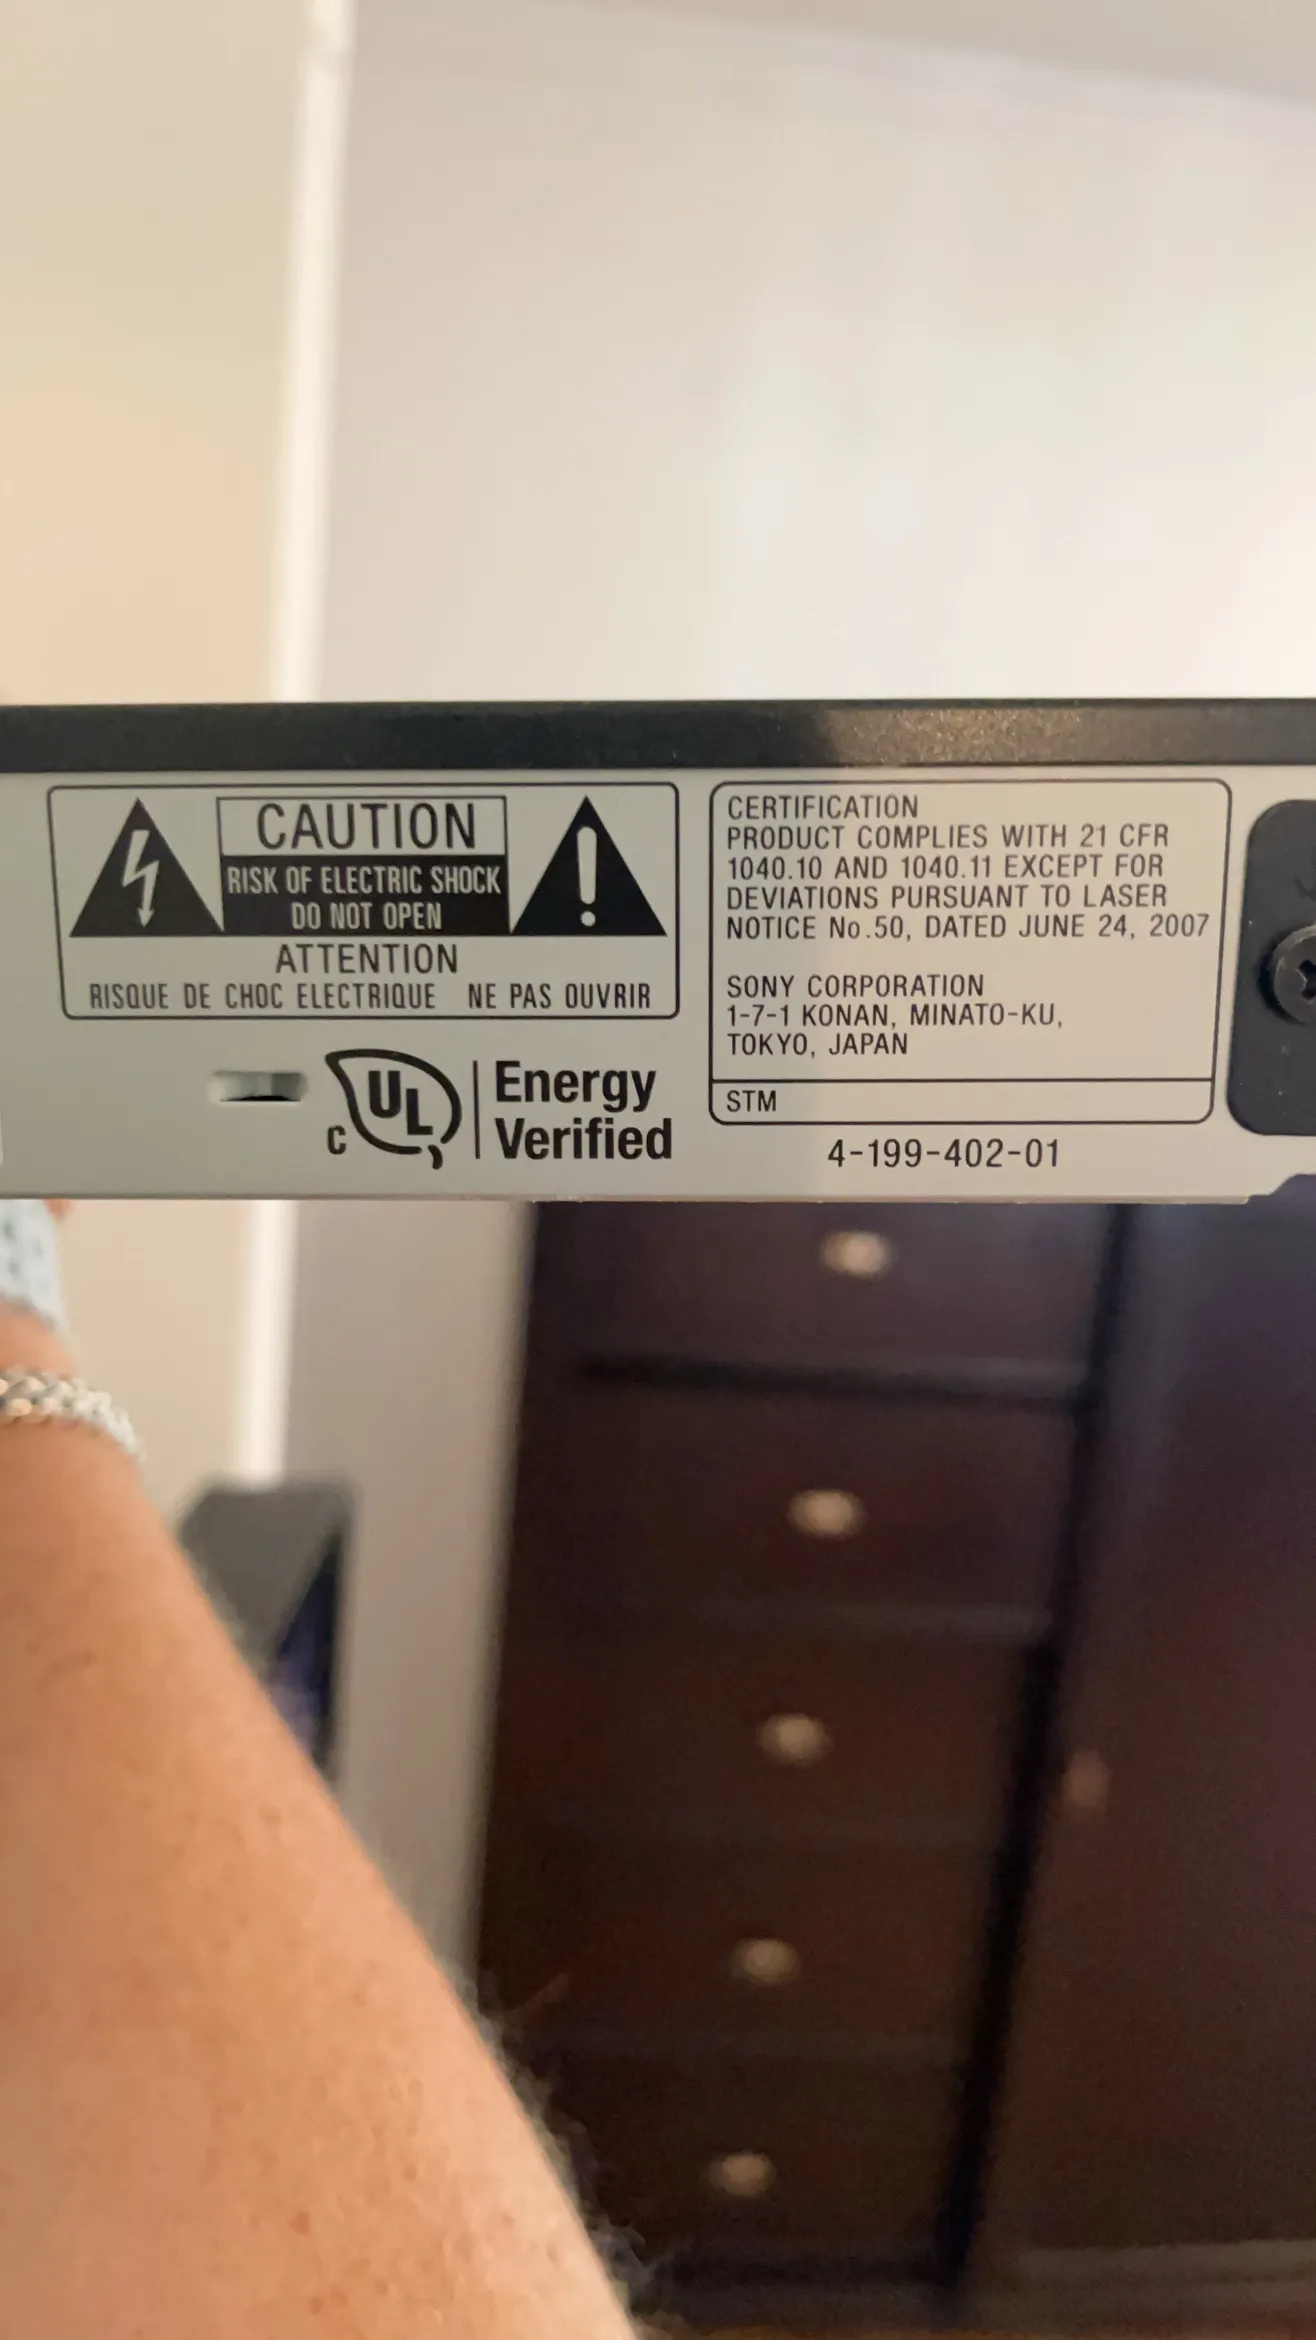 CAUTION
RISK OF ELECTRIC SHOCK
DO NOT OPEN
ATTENTION
RISQUE DE CHOC ELECTRIQUE NE PAS OUVRIR
C UL Energy
Verified
CERTIFICATION
PRODUCT COMPLIES WITH 21 CFR
1040.10 AND 1040.11 EXCEPT FOR
DEVIATIONS PURSUANT TO LASER
NOTICE No.50, DATED JUNE 24, 2007
SONY CORPORATION
1-7-1 KONAN, MINATO-KU,
TOKYO, JAPAN
STM
4-199-402-01